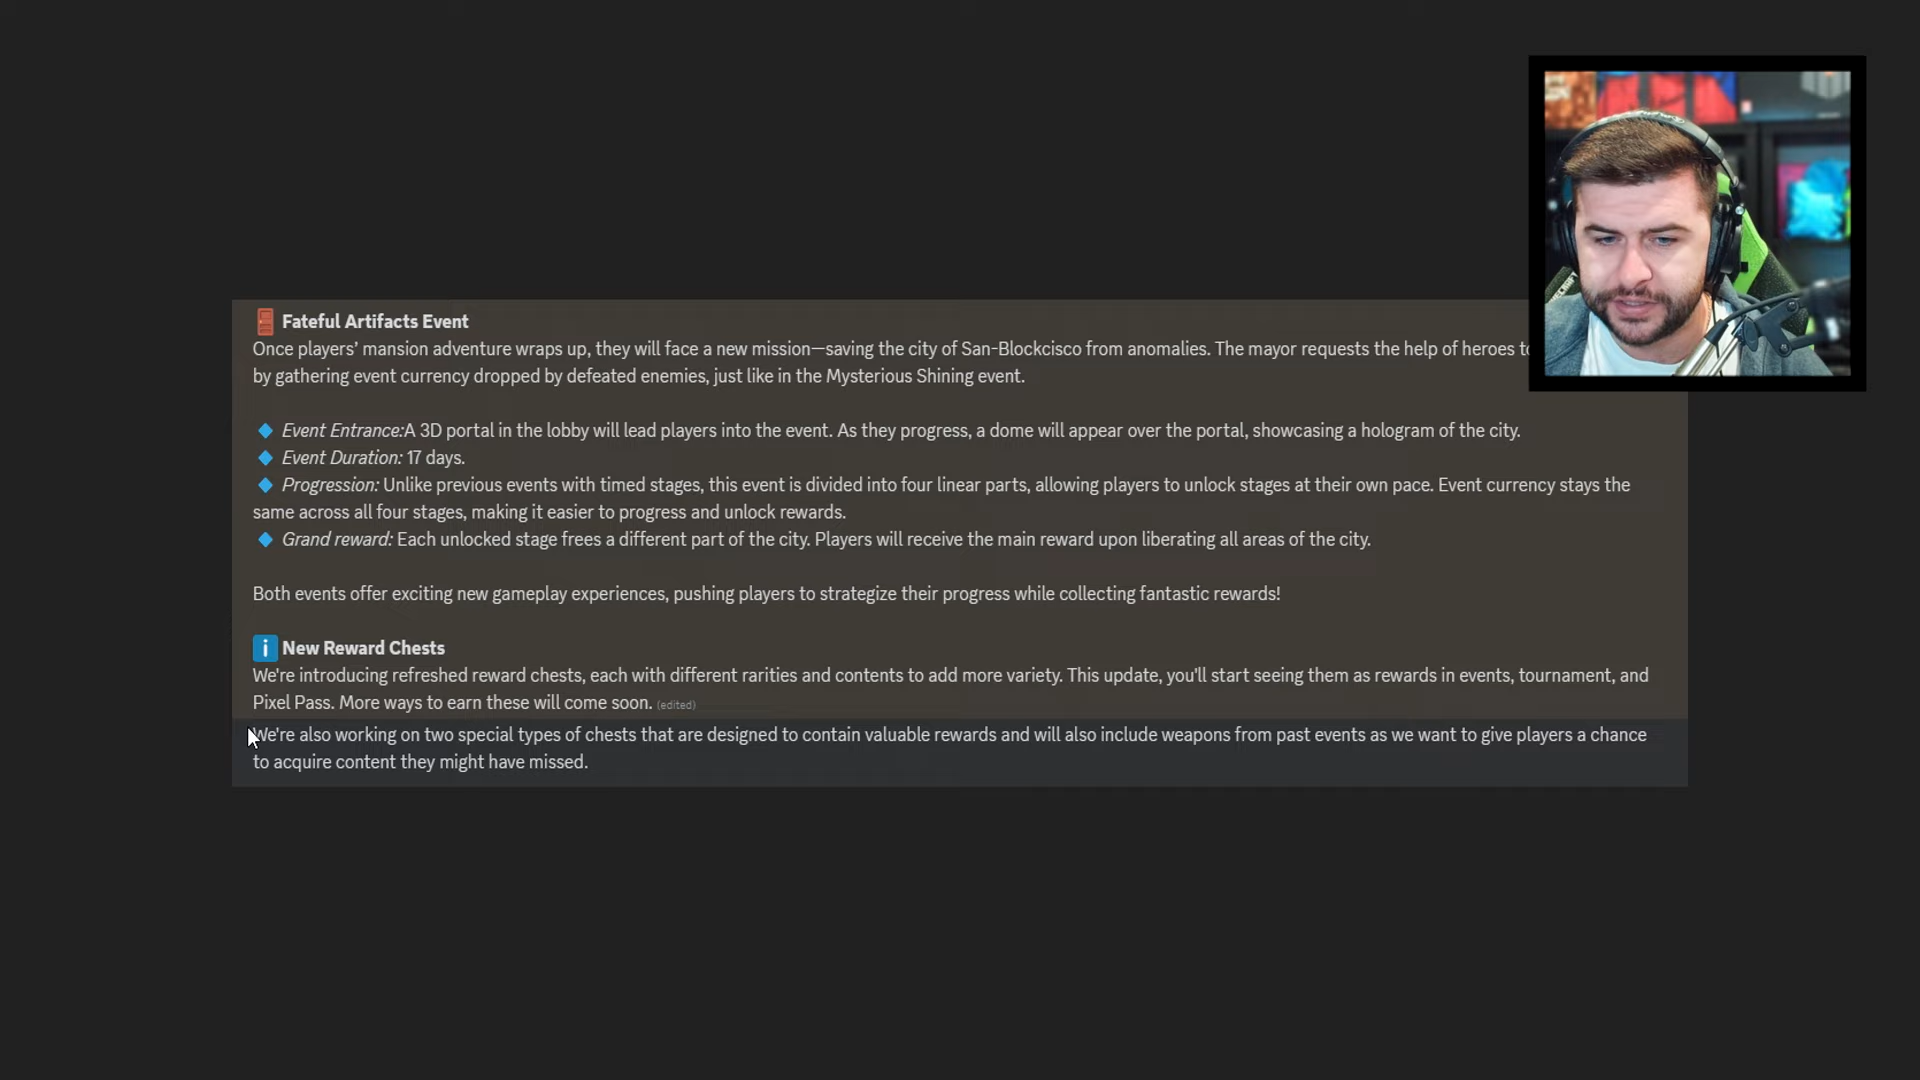 Fateful Artifacts Event
Once players’ mansion adventure wraps up, they will face a new mission—saving the city of San-Blockcisco from anomalies. The mayor requests the help of heroes
by gathering event currency dropped by defeated enemies, just like in the Mysterious Shining event.
Event Entrance:A 3D portal in the lobby will lead players into the event. As they progress, a dome will appear over the portal, showcasing a hologram of the city.
Event Duration: 17 days.
Progression: Unlike previous events with timed stages, this event is divided into four linear parts, allowing players to unlock stages at their own pace. Event currency stays the
same across all four stages, making it easier to progress and unlock rewards.
Grand reward: Each unlocked stage frees a different part of the city. Players will receive the main reward upon liberating all areas of the city.
Both events offer exciting new gameplay experiences, pushing players to strategize their progress while collecting fantastic rewards!
i New Reward Chests
We're introducing refreshed reward chests, each with different rarities and contents to add more variety. This update, you'll start seeing them as rewards in events, tournament, and
Pixel Pass. More ways to earn these will come soon. (edited)
We're also working on two special types of chests that are designed to contain valuable rewards and will also include weapons from past events as we want to give players a chance
to acquire content they might have missed.